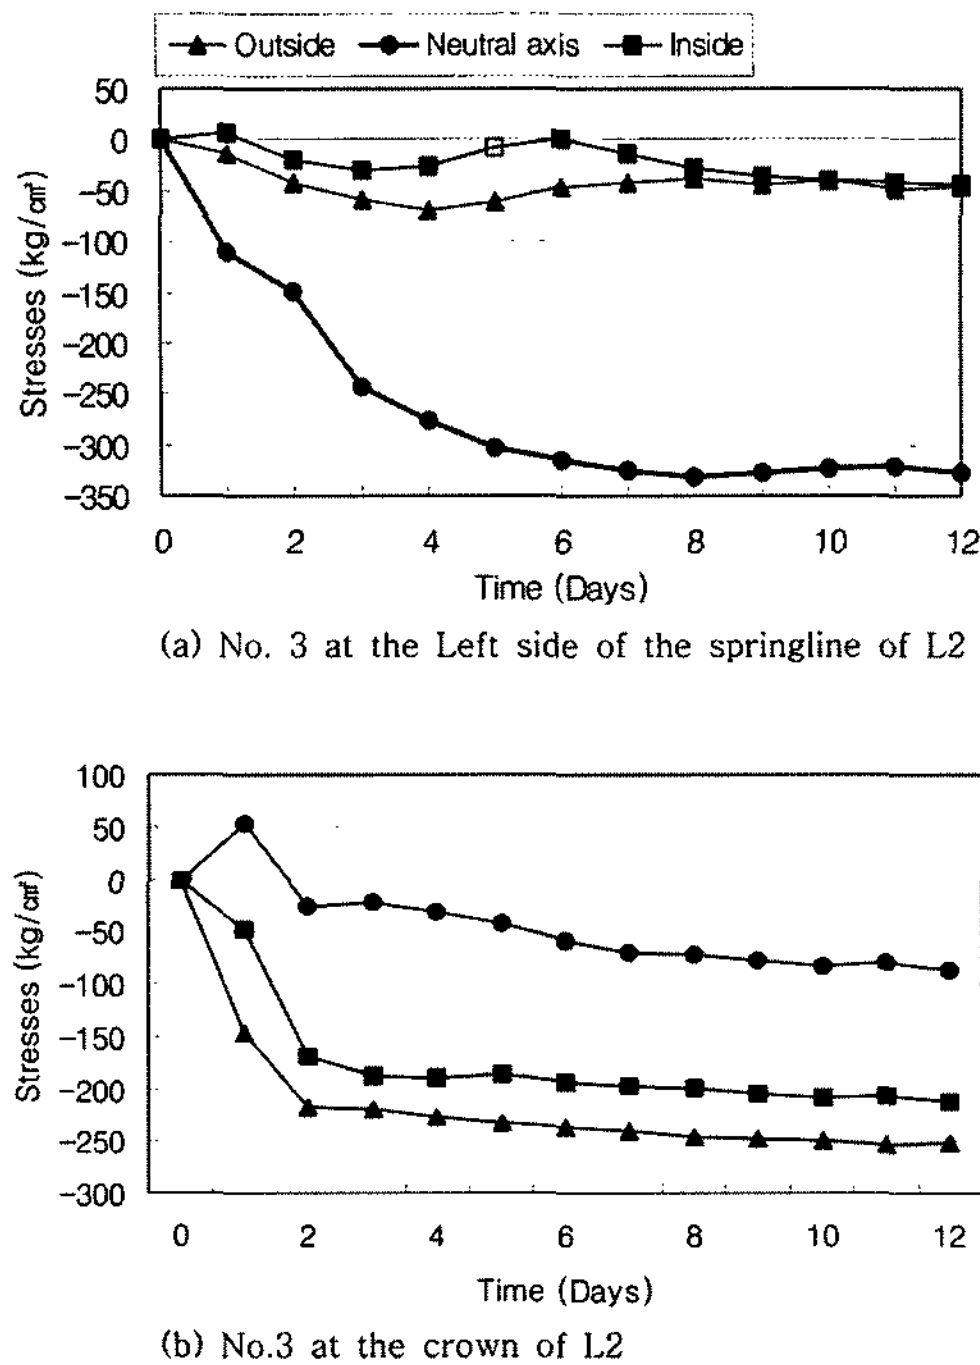 Outside Neutral axis Inside
50
0
-50
-100
-150
-200
-250
-300
-350
Stresses (kg/㎠)
0 2 4 6 8 10 12
Time (Days)
(a) No. 3 at the Left side of the springline of L2
100
50
0
-50
-100
-150
-200
-250
-300
Stresses (kg/㎠)
0 2 4 6 8 10 12
Time (Days)
(b) No.3 at the crown of L2